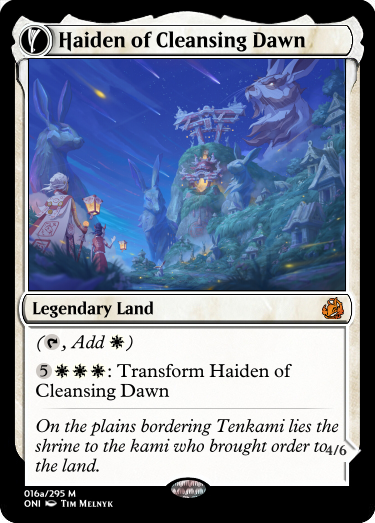 Haiden of Cleansing Dawn
Legendary Land
(, Add )
5: Transform Haiden of
Cleansing Dawn
On the plains bordering Tenkami lies the
shrine to the kami who brought order to
the land.
4/6
016a/295 M
ONI Tim Melnyk